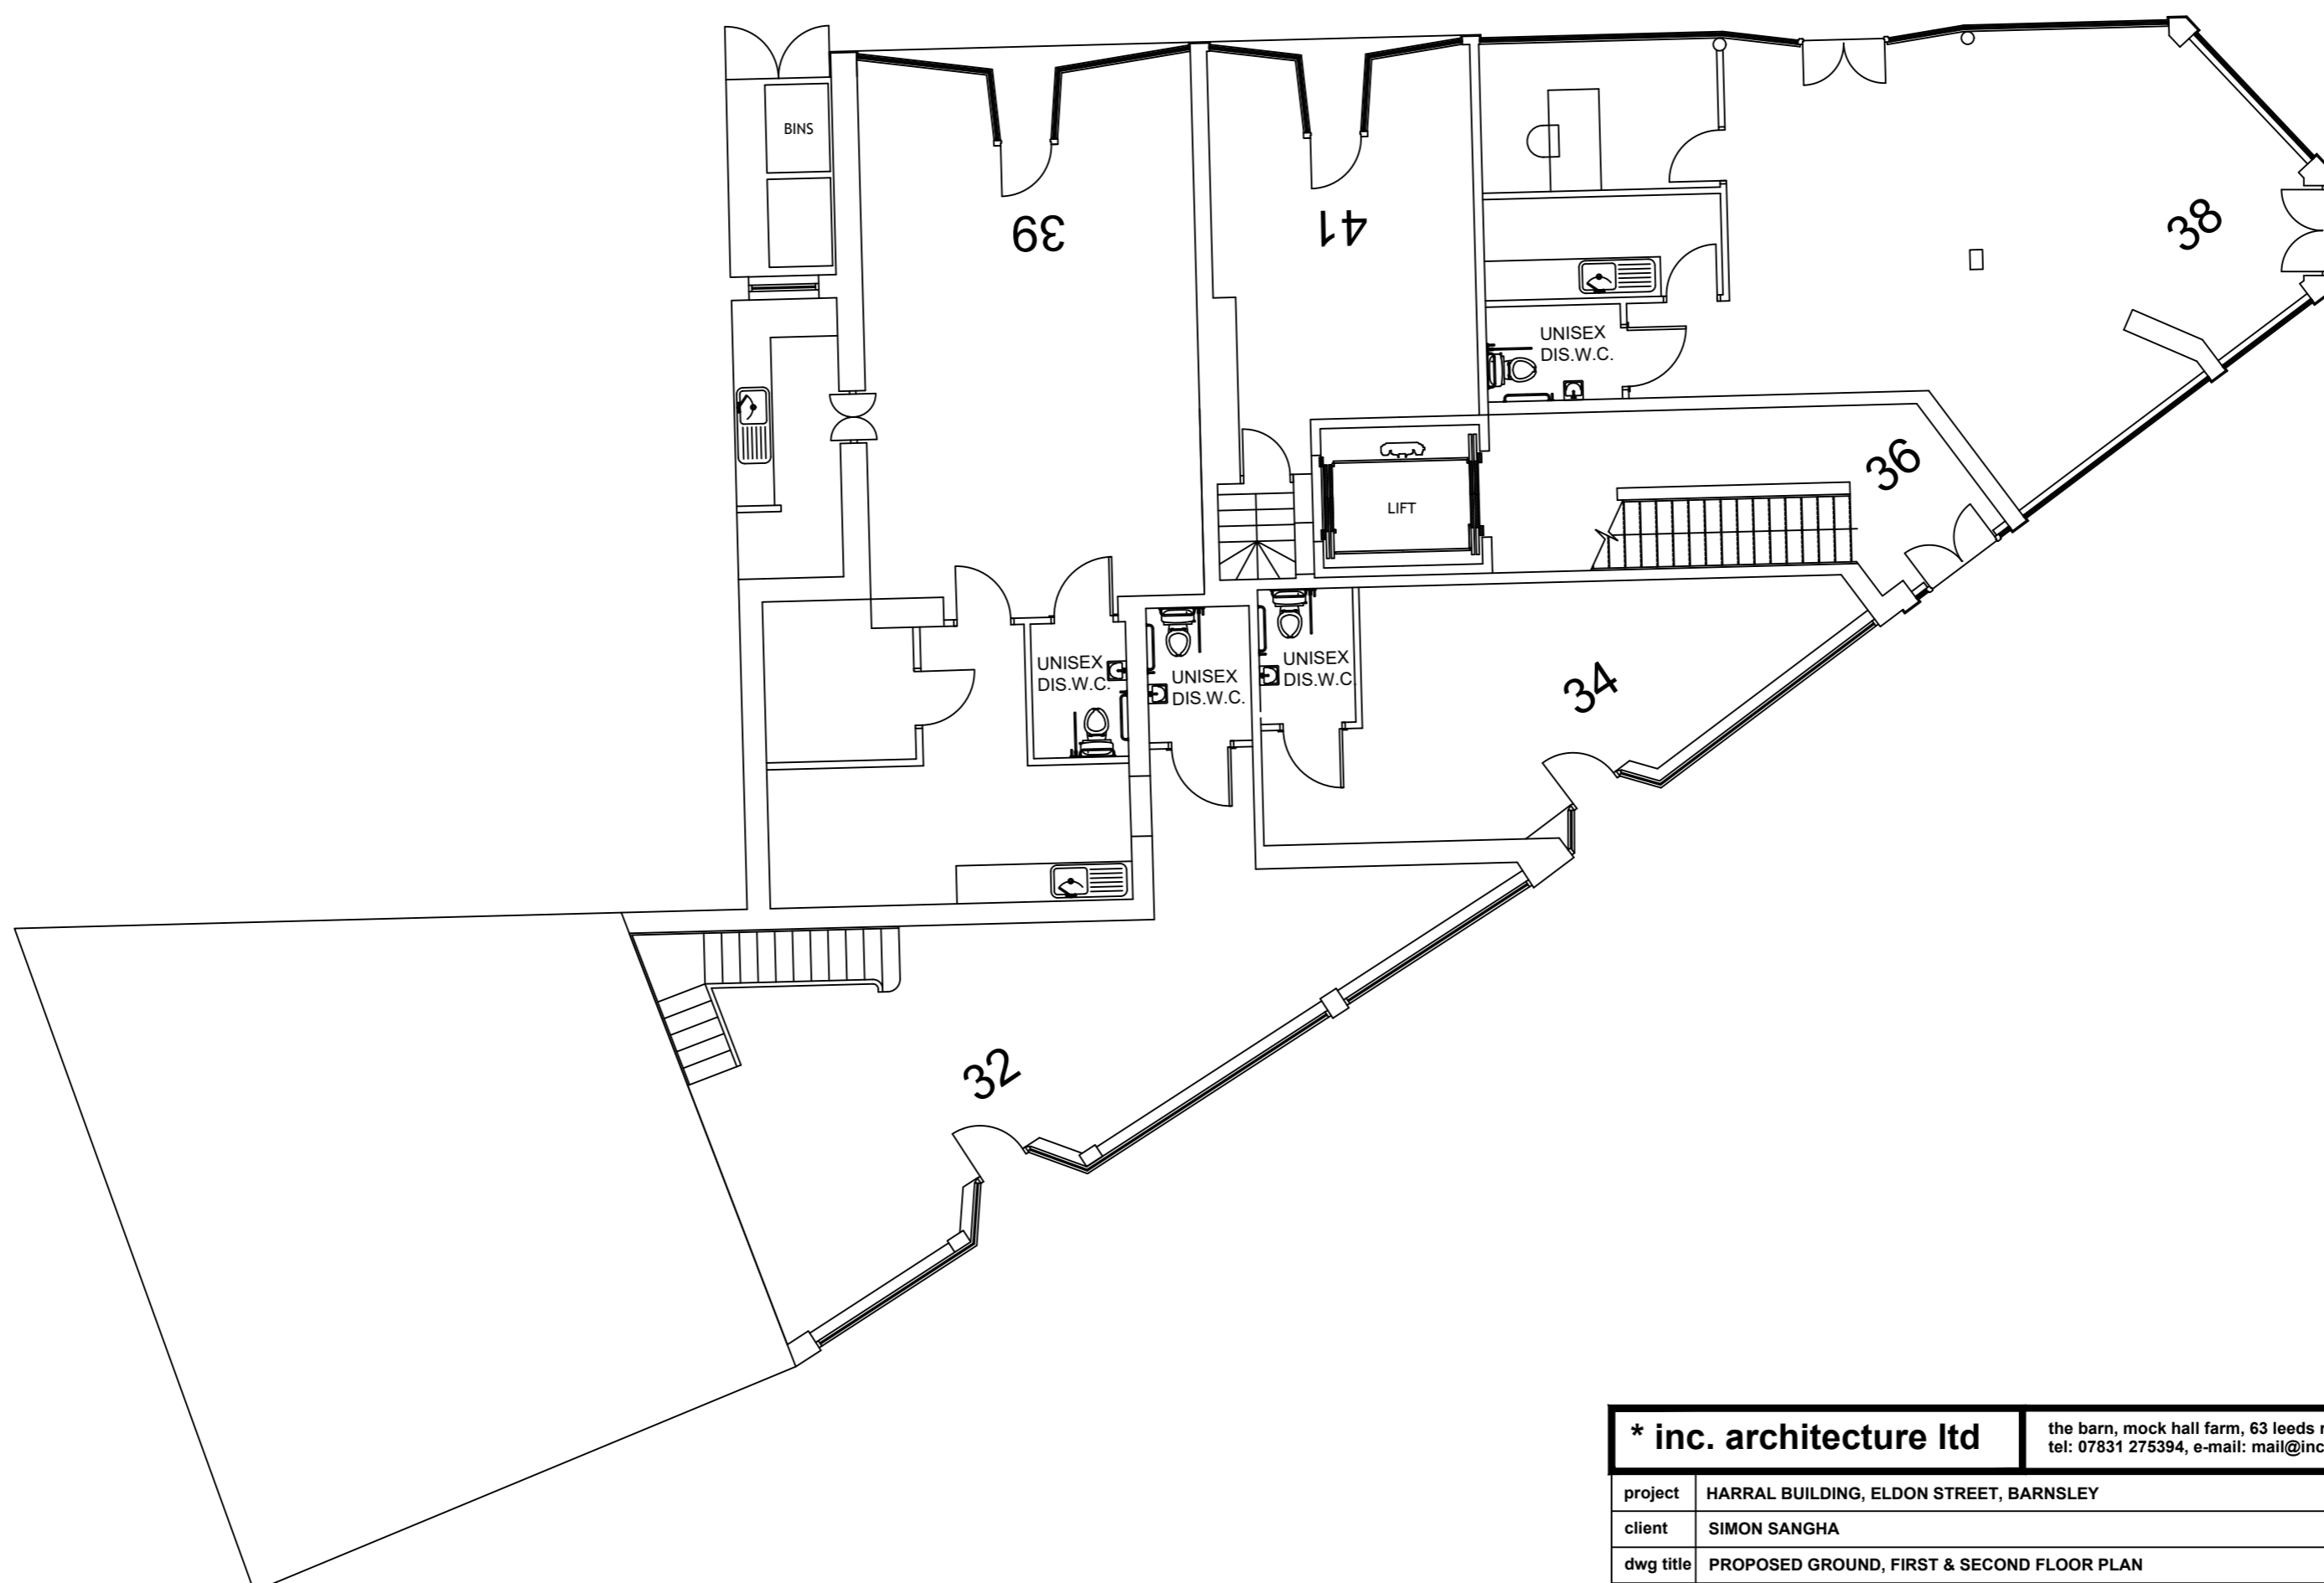 BINS
39
41
38
UNISEX
DIS.W.C.
36
LIFT
UNISEX
DIS.W.C.
UNISEX
DIS.W.C.
UNISEX
DIS.W.C
34
32
* inc. architecture ltd
the barn, mock hall farm, 63 leeds
tel: 07831 275394, e-mail: mail@inc
project HARRAL BUILDING, ELDON STREET, BARNSLEY
client SIMON SANGHA
dwg title PROPOSED GROUND, FIRST & SECOND FLOOR PLAN